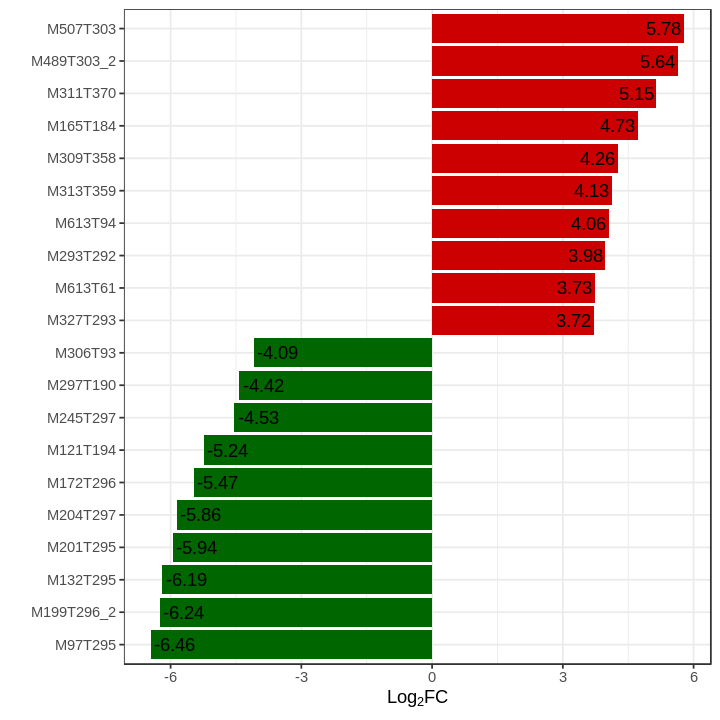 M507T303 5.78
M489T303_2 5.64
M311T370 5.15
M165T184 4.73
M309T358 4.26
M313T359 4.13
M613T94 4.06
M293T292 3.98
M613T61 3.73
M327T293 3.72
M306T93 -4.09
M297T190 -4.42
M245T297 -4.53
M121T194 -5.24
M172T296 -5.47
M204T297 -5.86
M201T295 -5.94
M132T295 -6.19
M199T296_2 -6.24
M97T295 -6.46
-6 -3 0 3 6
Log₂FC